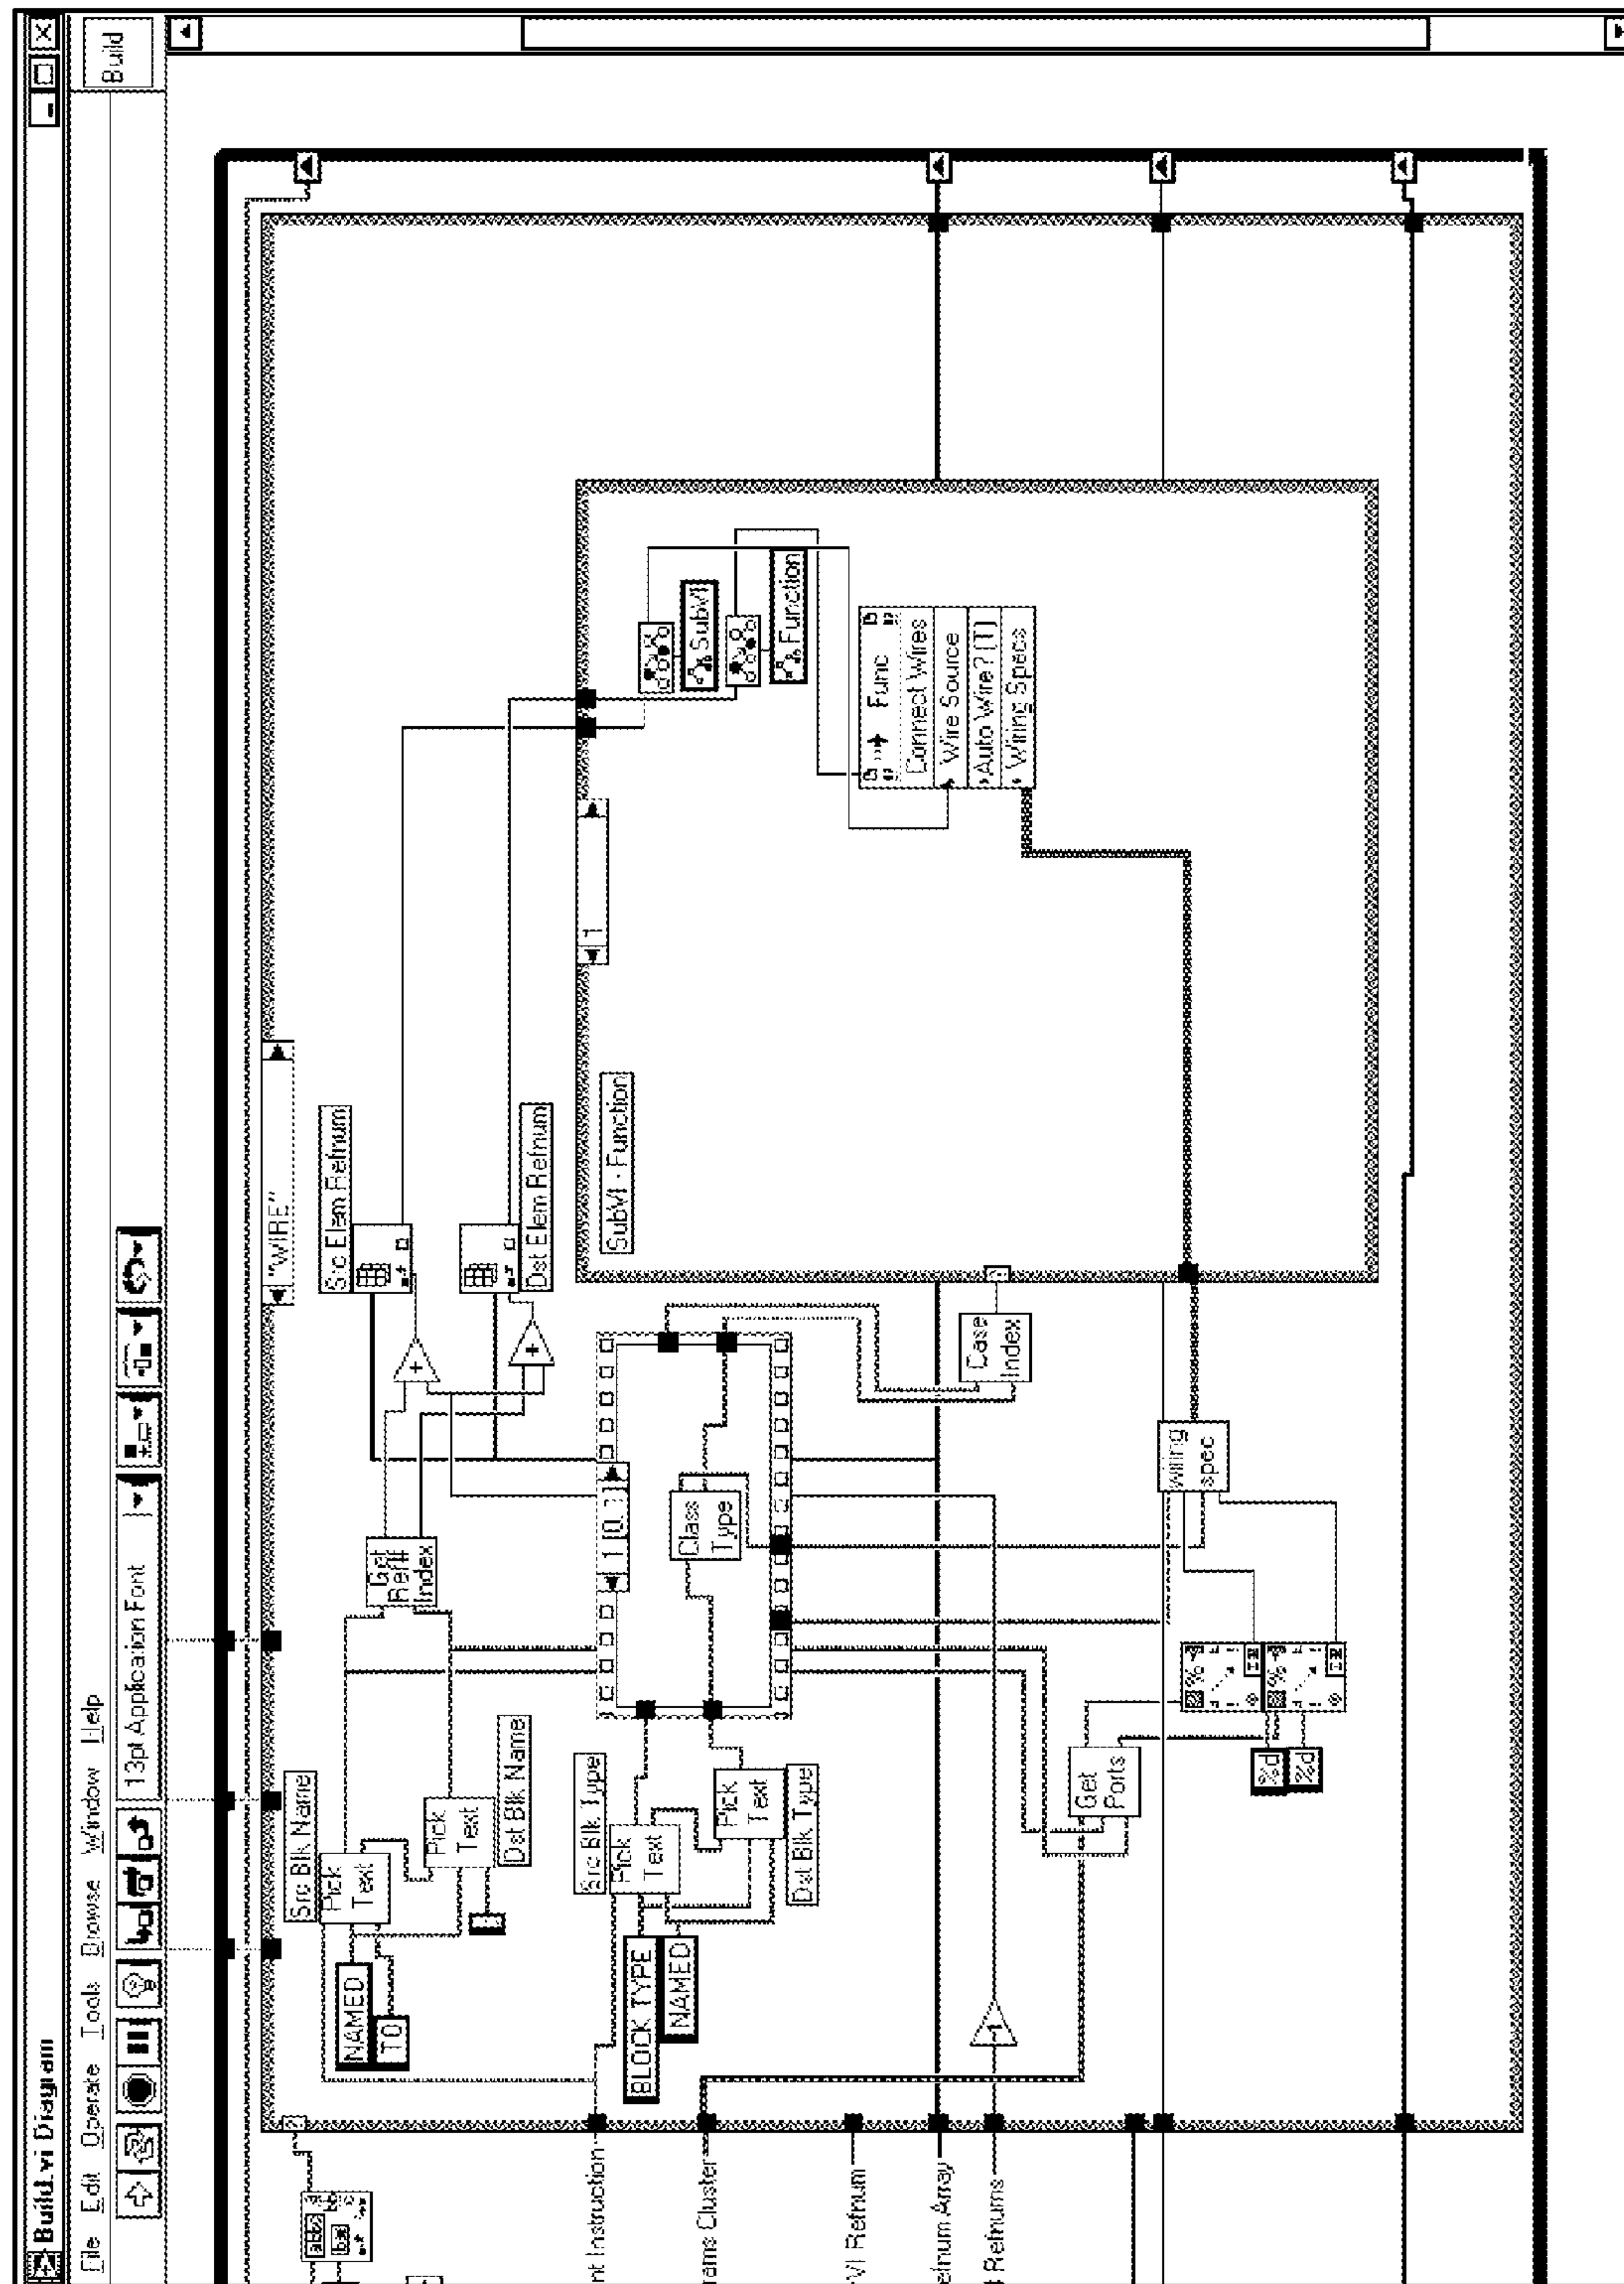 Build.vi Diagram
File Edit Operate Tools Browse Window Help
13pt Application Font
Build
"WIRE"
Src Blk Name
Pick
Text
NAMED
TO
Pick
Text
Dst Blk Name
Get
Refr
Index
Src Elem Refnum
Dst Elem Refnum
nt Instruction
Src Blk Type
Pick
Text
BLOCK TYPE
NAMED
Pick
Text
Dst Blk Type
Class
Type
SubVI - Function
1
SubVI
Function
Func
Connect Wires
Wire Source
Auto Wire? (T)
Wiring Specs
rams Cluster
VI Refnum
efnum Array
# Refnums
-1
Case
Index
Get
Ports
%d
%d
wiring
spec